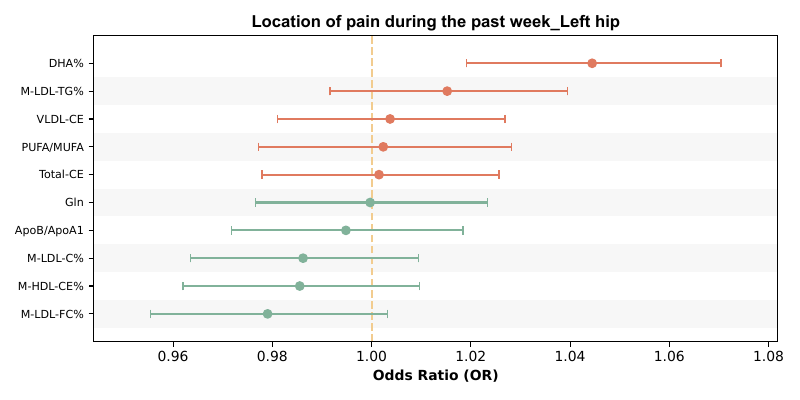 Location of pain during the past week_Left hip
DHA%
M-LDL-TG%
VLDL-CE
PUFA/MUFA
Total-CE
Gln
ApoB/ApoA1
M-LDL-C%
M-HDL-CE%
M-LDL-FC%
0.96 0.98 1.00 1.02 1.04 1.06 1.08
Odds Ratio (OR)